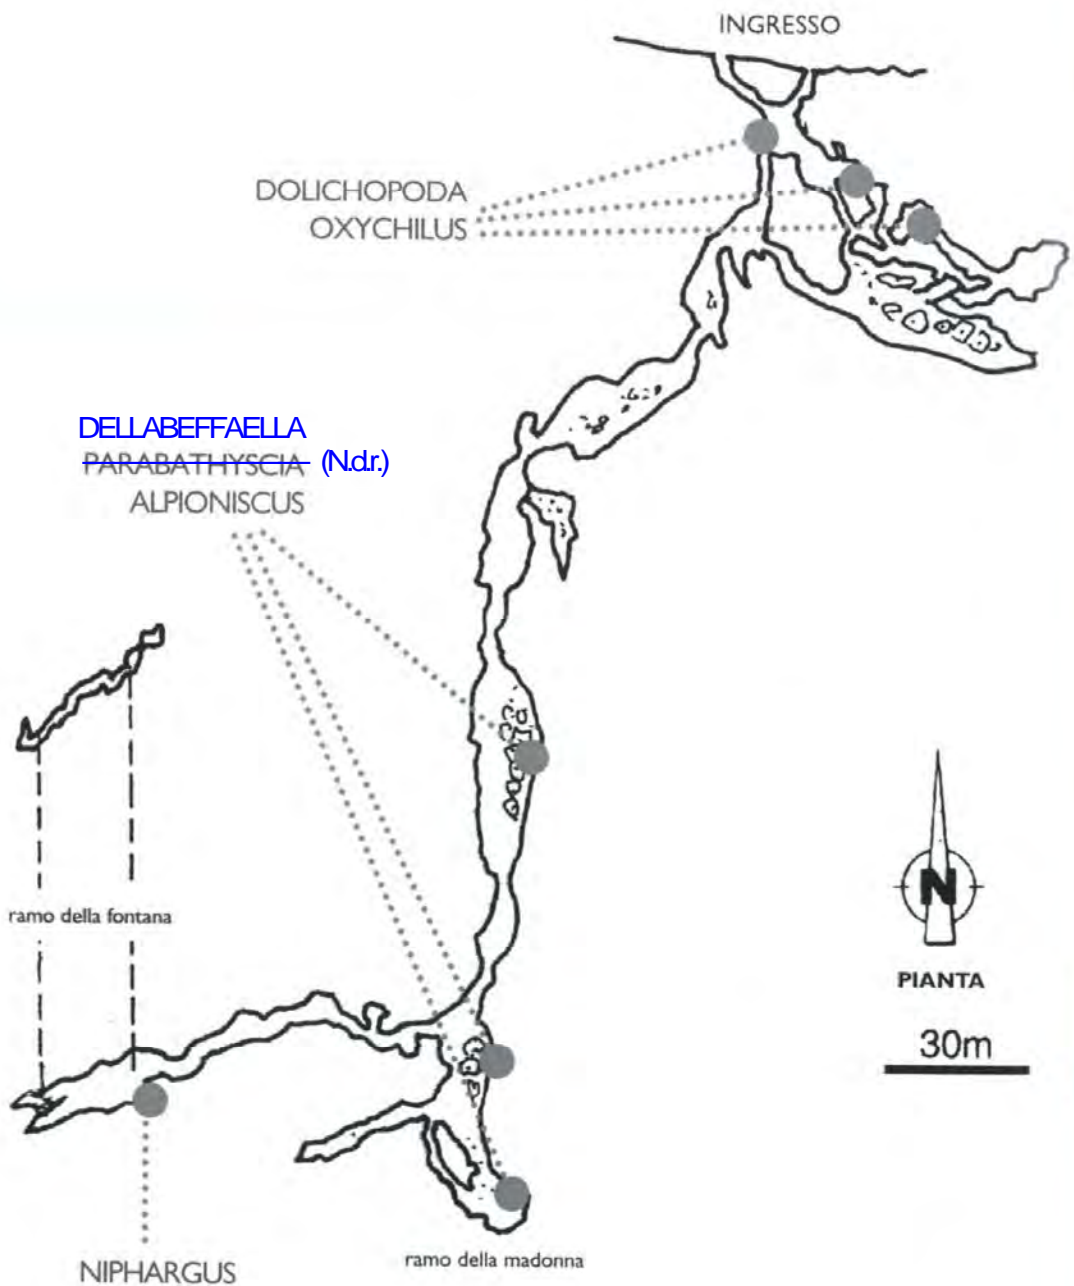 INGRESSO
DOLICHOPODA
OXYCHILUS
DELLABEFFAELLA
PARABATHYSCIA (N.d.r.)
ALPIONISCUS
ramo della fontana
N
PIANTA
30m
ramo della madonna
NIPHARGUS